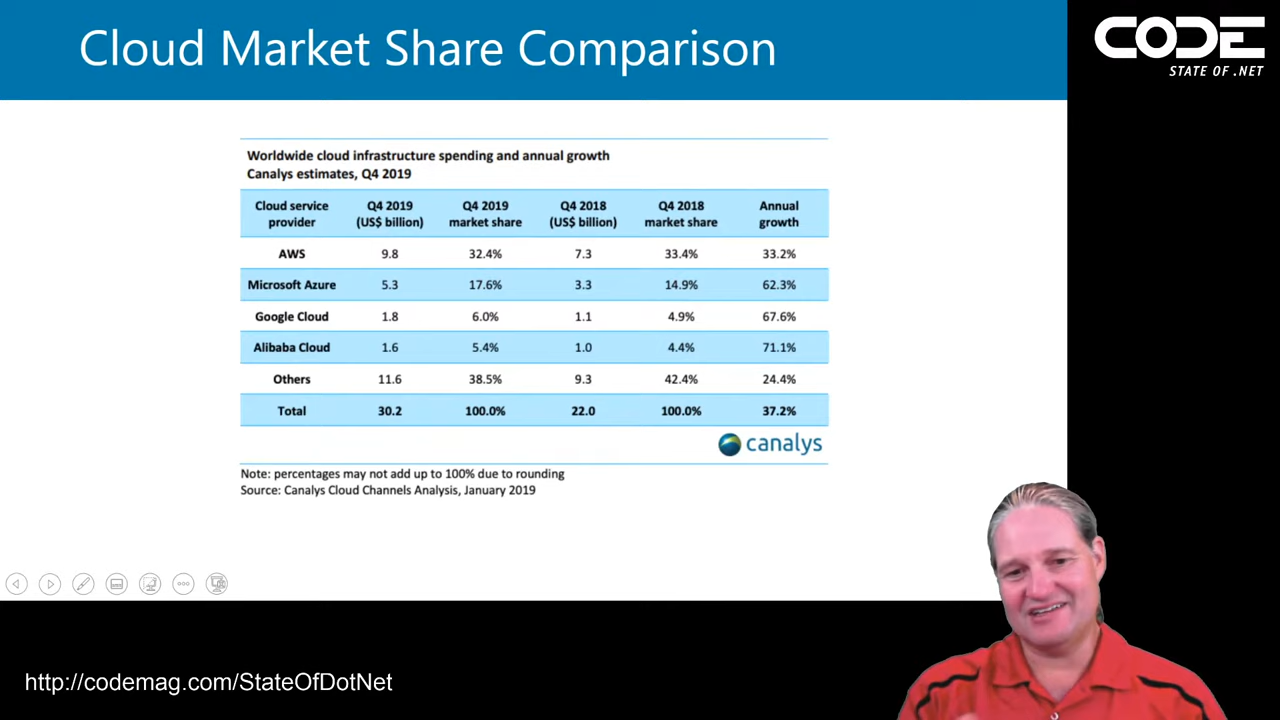 Cloud Market Share Comparison
CODE
STATE OF .NET
Worldwide cloud infrastructure spending and annual growth
Canalys estimates, Q4 2019
Cloud service provider Q4 2019 (US$ billion) Q4 2019 market share Q4 2018 (US$ billion) Q4 2018 market share Annual growth
AWS 9.8 32.4% 7.3 33.4% 33.2%
Microsoft Azure 5.3 17.6% 3.3 14.9% 62.3%
Google Cloud 1.8 6.0% 1.1 4.9% 67.6%
Alibaba Cloud 1.6 5.4% 1.0 4.4% 71.1%
Others 11.6 38.5% 9.3 42.4% 24.4%
Total 30.2 100.0% 22.0 100.0% 37.2%
canalys
Note: percentages may not add up to 100% due to rounding
Source: Canalys Cloud Channels Analysis, January 2019
http://codemag.com/StateOfDotNet